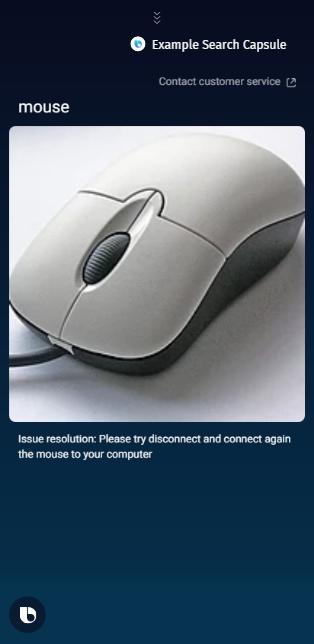 Example Search Capsule
Contact customer service
mouse
Issue resolution: Please try disconnect and connect again
the mouse to your computer